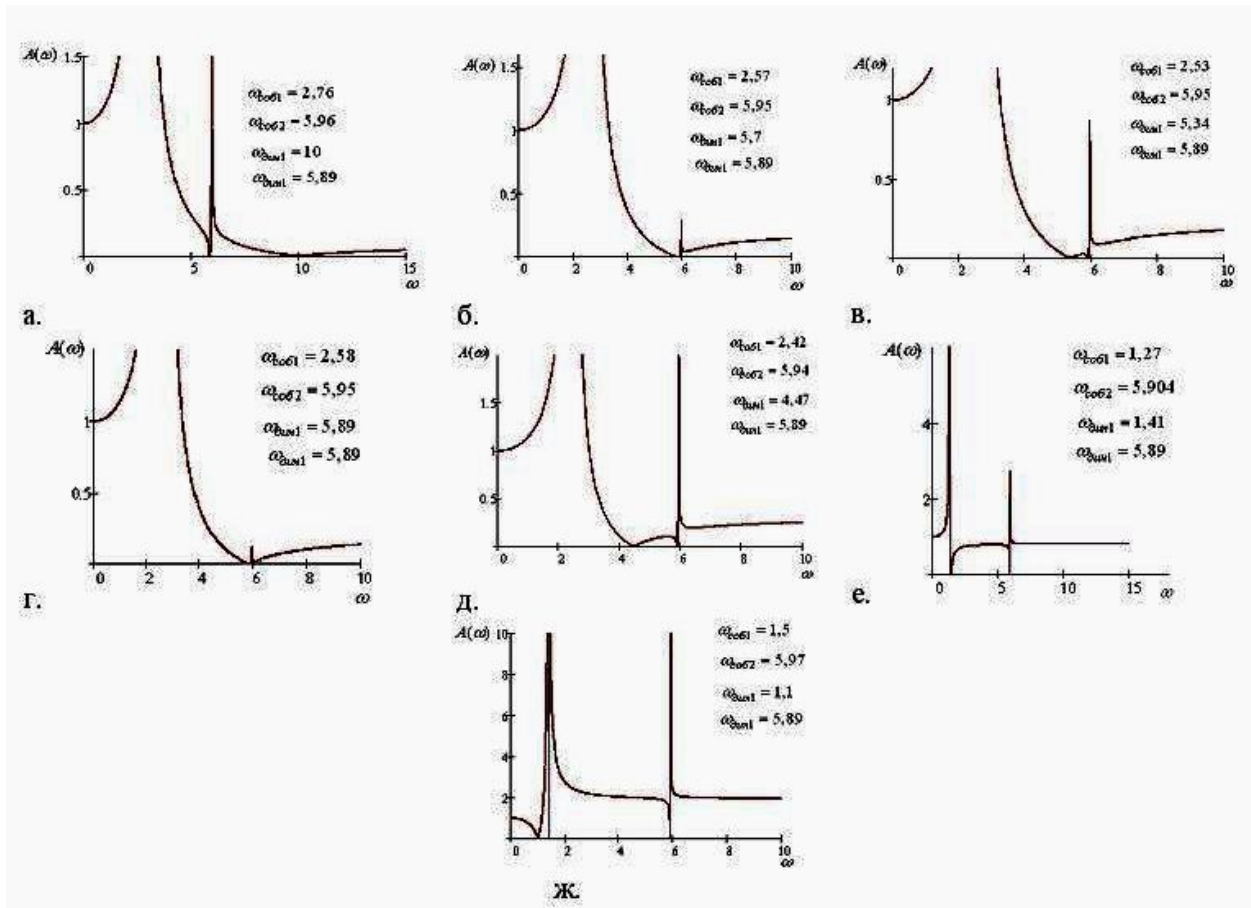 A(ω) 1.5
1
0.5
0 5 10 15
ω
ω_соб1 = 2,76
ω_соб2 = 5,96
ω_дин1 = 10
ω_дин1 = 5,89
а.
A(ω)
1.5
1
0.5
0 2 4 6 8 10
ω
ω_соб1 = 2,57
ω_соб2 = 5,95
ω_дин1 = 5,7
ω_дин1 = 5,89
б.
A(ω)
1
0.5
0 2 4 6 8 10
ω
ω_соб1 = 2,53
ω_соб2 = 5,95
ω_дин1 = 5,34
ω_дин1 = 5,89
в.
A(ω)
1
0.5
0 2 4 6 8 10
ω
ω_соб1 = 2,58
ω_соб2 = 5,95
ω_дин1 = 5,89
ω_дин1 = 5,89
г.
A(ω)
1.5
1
0.5
0 2 4 6 8 10
ω
ω_соб1 = 2,42
ω_соб2 = 5,94
ω_дин1 = 4,47
ω_дин1 = 5,89
д.
A(ω)
4
2
0 5 10 15 ω
ω_соб1 = 1,27
ω_соб2 = 5,904
ω_дин1 = 1,41
ω_дин1 = 5,89
е.
A(ω) 10
8
6
4
2
0 2 4 6 8 10
ω
ω_соб1 = 1,5
ω_соб2 = 5,97
ω_дин1 = 1,1
ω_дин1 = 5,89
ж.